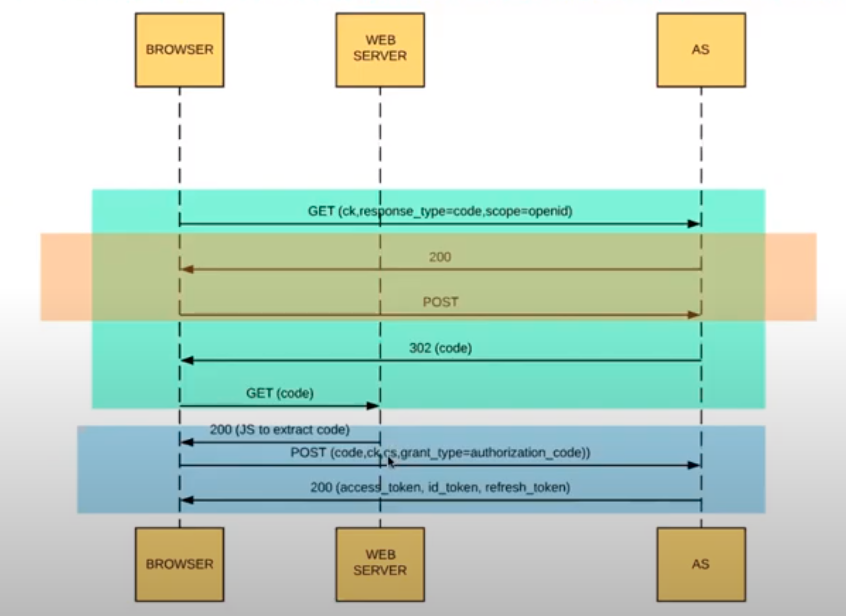 BROWSER
WEB
SERVER
AS
GET (ck,response_type=code,scope=openid)
200
POST
302 (code)
GET (code)
200 (JS to extract code)
POST (code,ck,cs,grant_type=authorization_code))
200 (access_token, id_token, refresh_token)
BROWSER
WEB
SERVER
AS